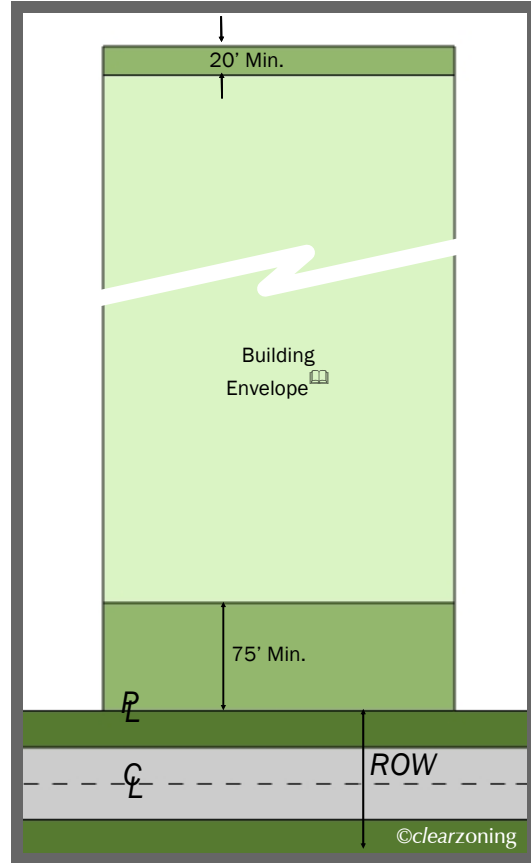 20’ Min.
Building
Envelope
75’ Min.
PL
CL
ROW
©clearzoning